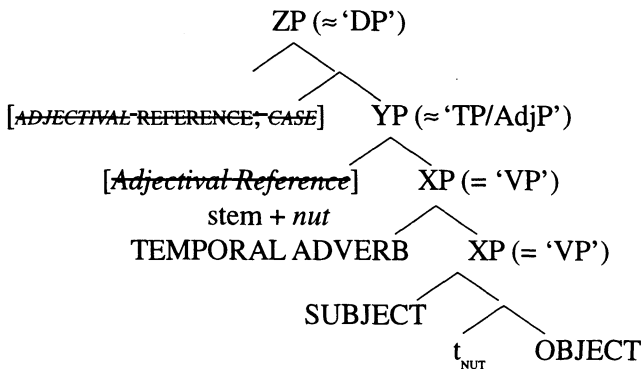 ZP (≈ ‘DP’)
[ADJECTIVAL REFERENCE; CASE] YP (≈ ‘TP/AdjP’)
[Adjectival Reference] XP (= ‘VP’)
stem + nut
TEMPORAL ADVERB XP (= ‘VP’)
SUBJECT
t_NUT OBJECT